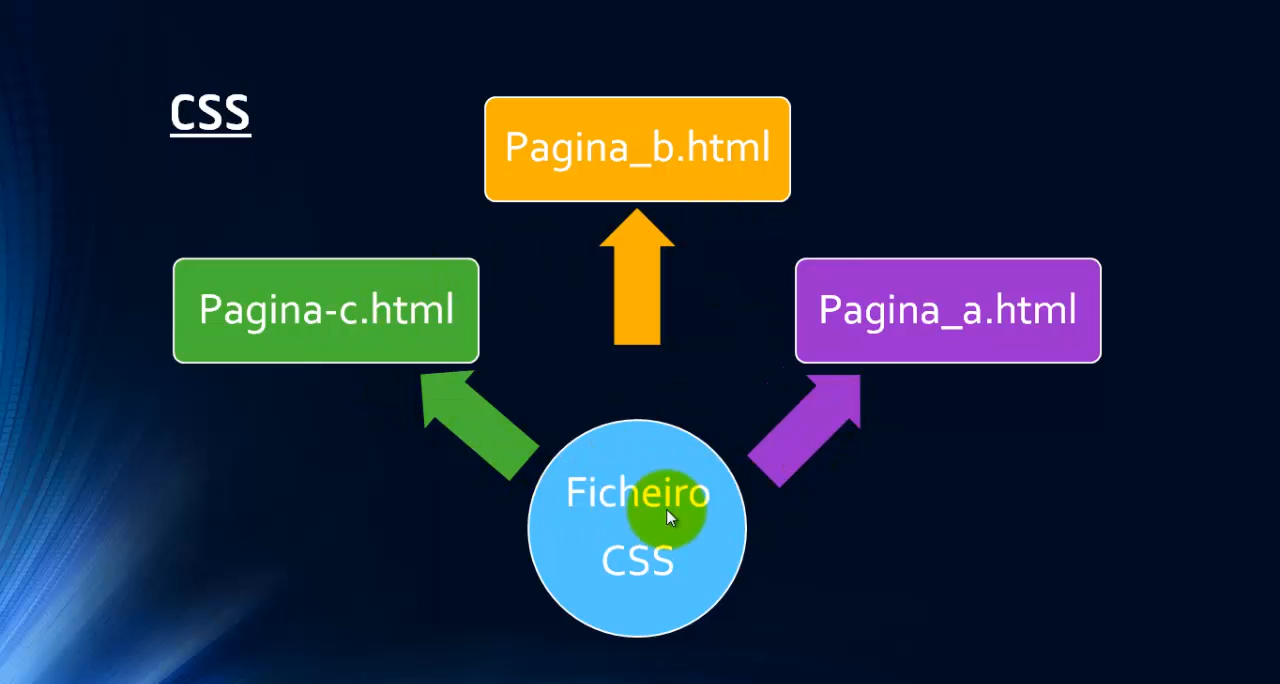 CSS
Pagina_b.html
Pagina-c.html
Pagina_a.html
Ficheiro
CSS